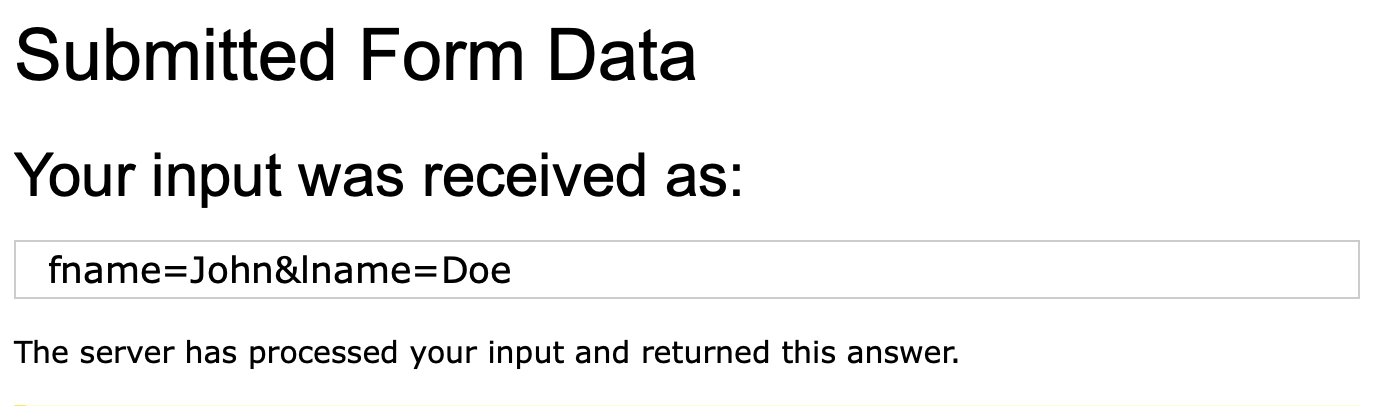 Submitted Form Data
Your input was received as:
fname=John&lname=Doe
The server has processed your input and returned this answer.